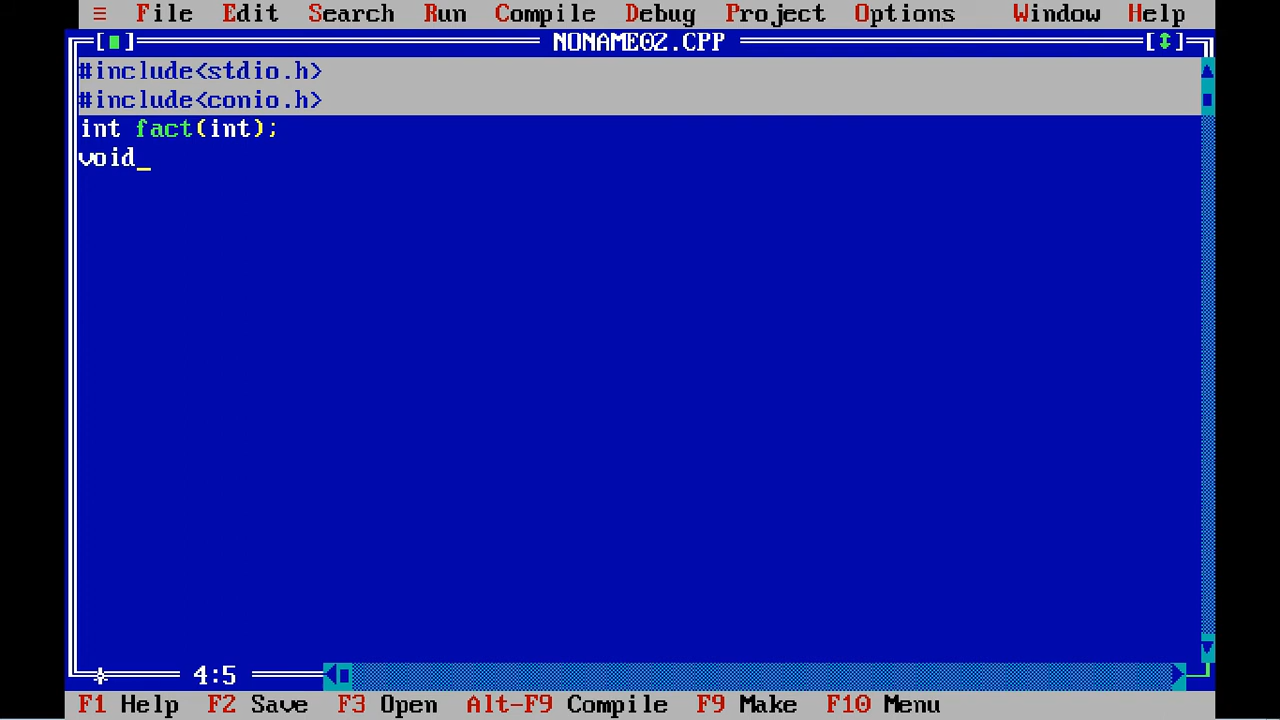 ≡ File Edit Search Run Compile Debug Project Options Window Help
[■] NONAME02.CPP [↕]
#include<stdio.h>
#include<conio.h>
int fact(int);
void_
* 4:5
F1 Help F2 Save F3 Open Alt-F9 Compile F9 Make F10 Menu